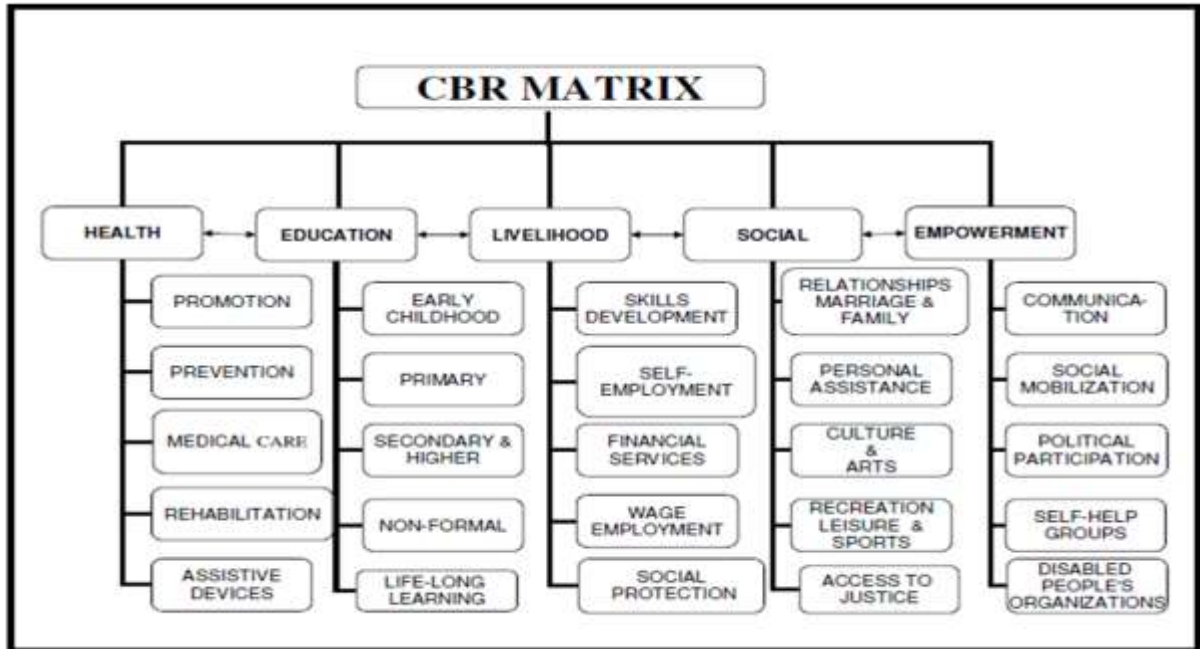 CBR MATRIX
HEALTH
EDUCATION
LIVELIHOOD
SOCIAL
EMPOWERMENT
PROMOTION
PREVENTION
MEDICAL CARE
REHABILITATION
ASSISTIVE
DEVICES
EARLY
CHILDHOOD
PRIMARY
SECONDARY &
HIGHER
NON-FORMAL
LIFE-LONG
LEARNING
SKILLS
DEVELOPMENT
SELF-
EMPLOYMENT
FINANCIAL
SERVICES
WAGE
EMPLOYMENT
SOCIAL
PROTECTION
RELATIONSHIPS
MARRIAGE &
FAMILY
PERSONAL
ASSISTANCE
CULTURE
&
ARTS
RECREATION
LEISURE &
SPORTS
ACCESS TO
JUSTICE
COMMUNICA-
TION
SOCIAL
MOBILIZATION
POLITICAL
PARTICIPATION
SELF-HELP
GROUPS
DISABLED
PEOPLE'S
ORGANIZATIONS